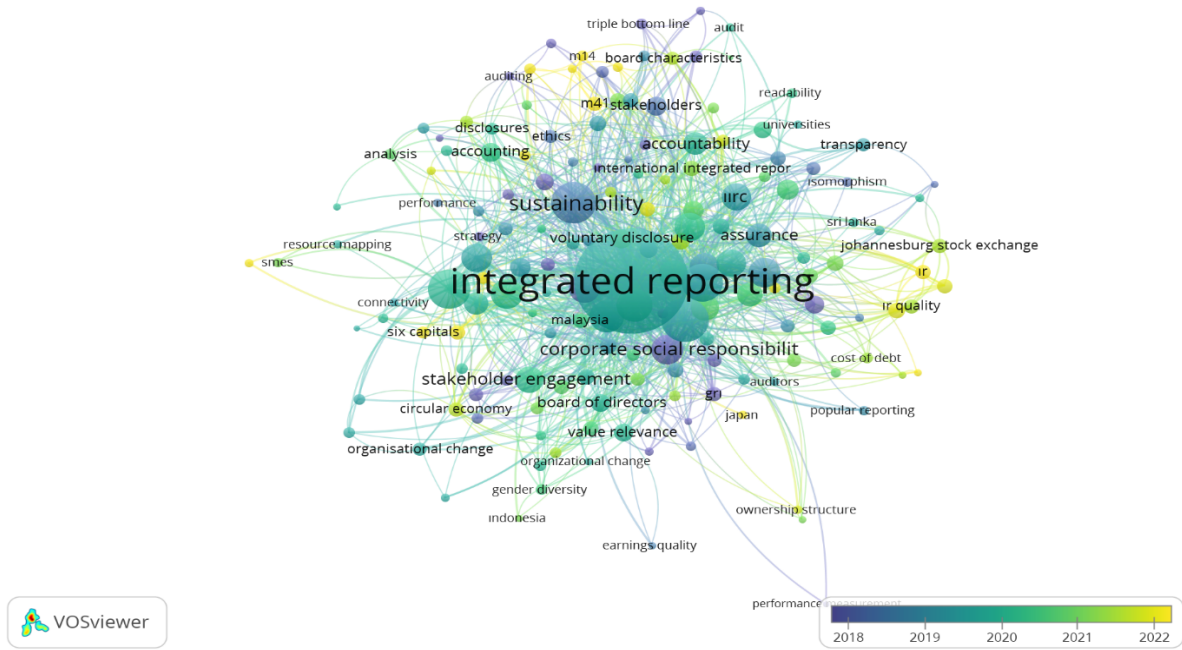 triple bottom line
audit
m14
board characteristics
auditing
readability
m41
stakeholders
universities
disclosures
ethics
accountability
transparency
analysis
accounting
international integrated repor
isomorphism
performance
sustainability
iirc
sri lanka
strategy
voluntary disclosure
assurance
resource mapping
johannesburg stock exchange
smes
integrated reporting
ir
connectivity
ir quality
malaysia
six capitals
corporate social responsibilit
cost of debt
stakeholder engagement
auditors
gri
circular economy
board of directors
japan
popular reporting
value relevance
organisational change
organizational change
gender diversity
ownership structure
indonesia
earnings quality
performance measurement
VOSviewer
2018 2019 2020 2021 2022